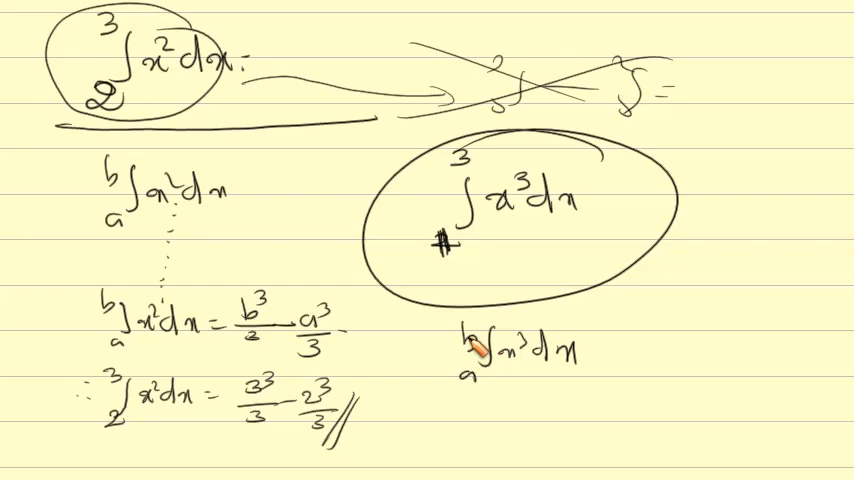 3∫2 x² dx =
b∫a x² dx
b∫a x² dx = b³/3 - a³/3
∴ 3∫2 x² dx = 3³/3 - 2³/3 //
3∫1 x³ dx
b∫a x³ dx